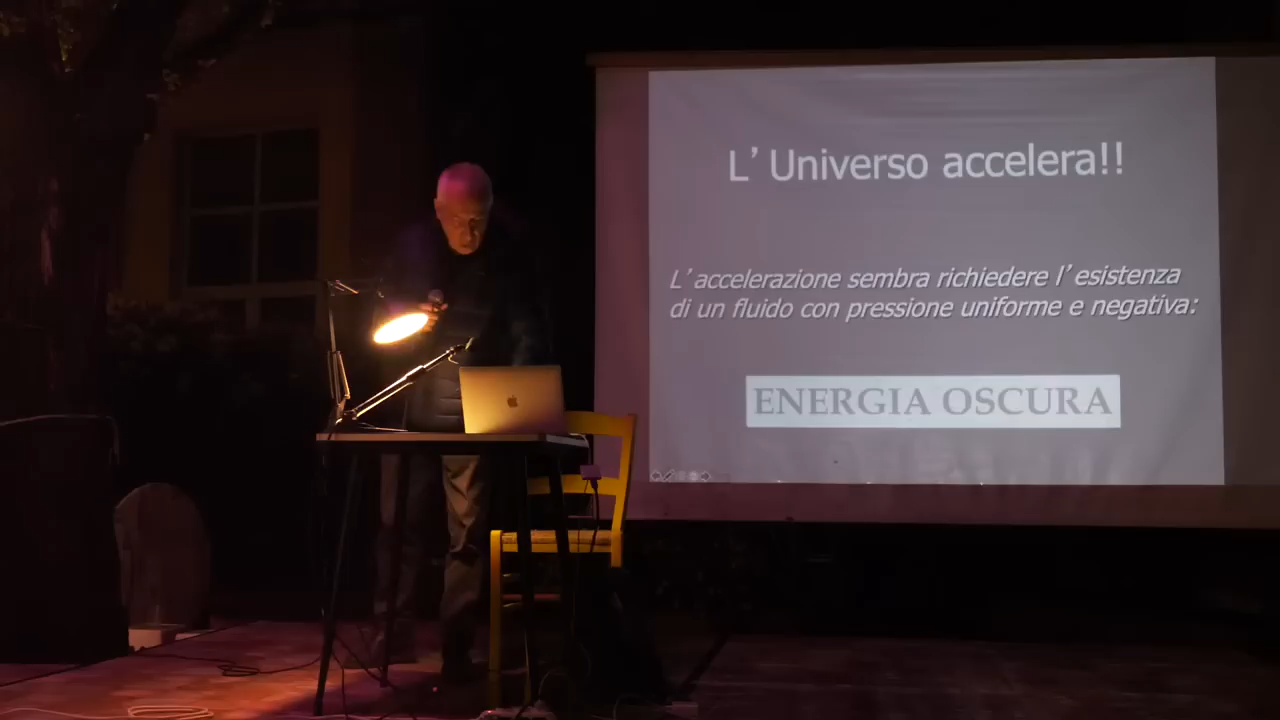 L’Universo accelera!!
L’accelerazione sembra richiedere l’esistenza
di un fluido con pressione uniforme e negativa:
ENERGIA OSCURA